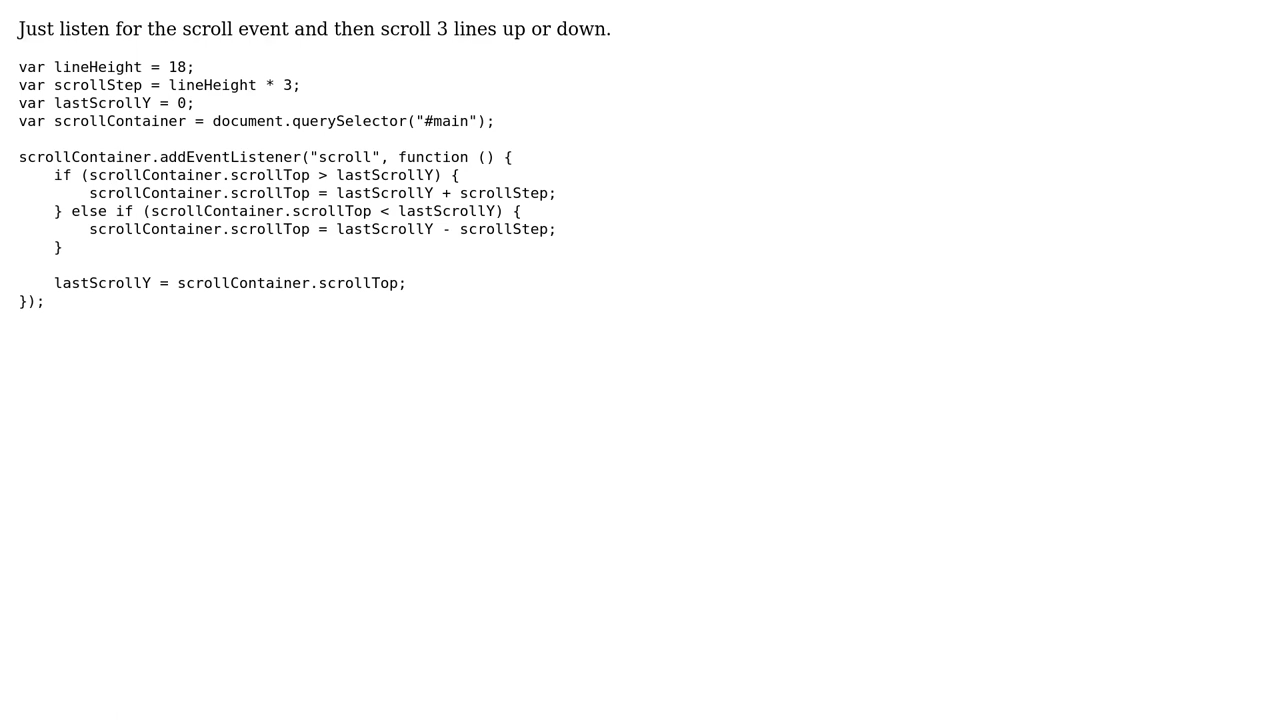 Just listen for the scroll event and then scroll 3 lines up or down.
var lineHeight = 18;
var scrollStep = lineHeight * 3;
var lastScrollY = 0;
var scrollContainer = document.querySelector("#main");

scrollContainer.addEventListener("scroll", function () {
    if (scrollContainer.scrollTop > lastScrollY) {
        scrollContainer.scrollTop = lastScrollY + scrollStep;
    } else if (scrollContainer.scrollTop < lastScrollY) {
        scrollContainer.scrollTop = lastScrollY - scrollStep;
    }

    lastScrollY = scrollContainer.scrollTop;
});